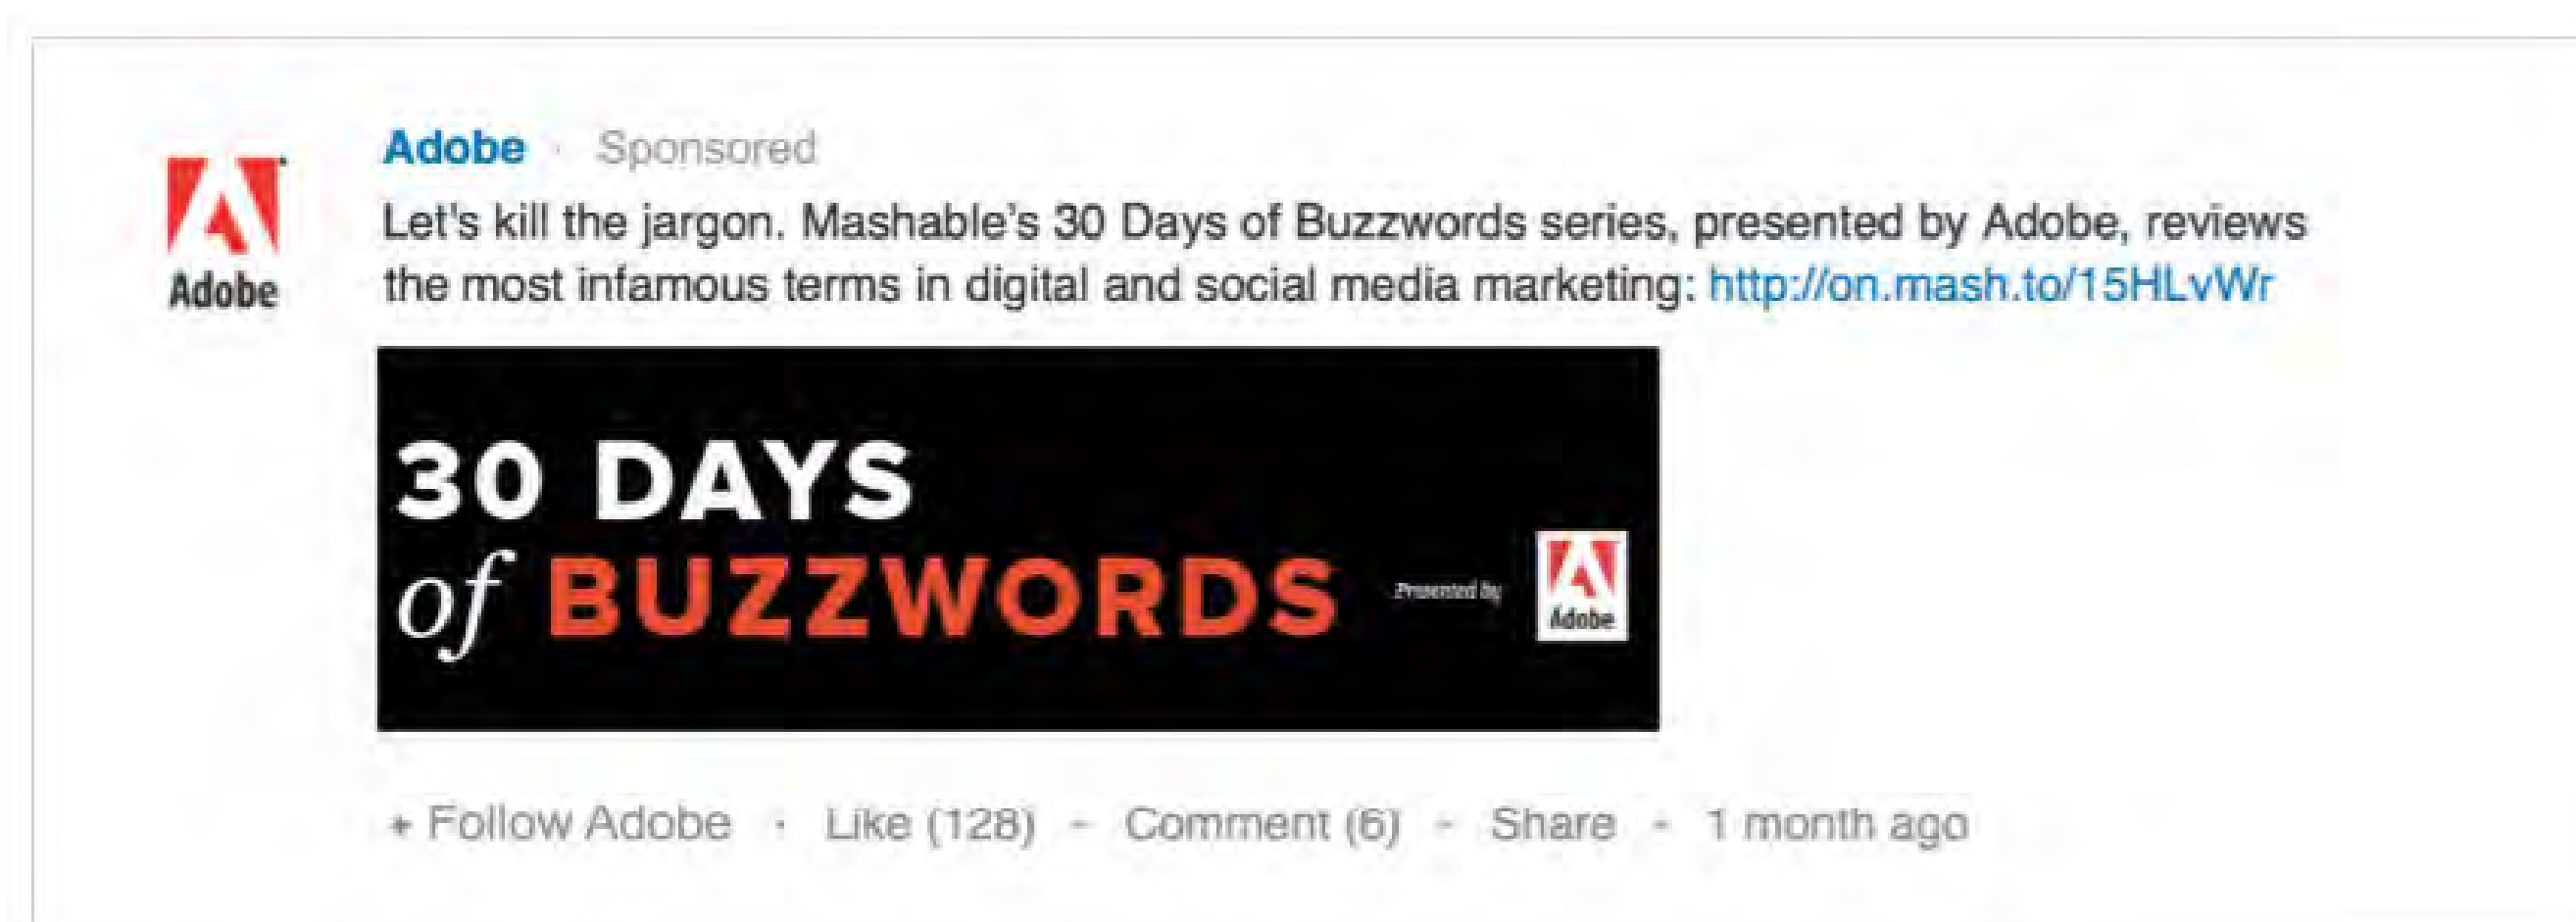 Adobe · Sponsored
Adobe
Let's kill the jargon. Mashable's 30 Days of Buzzwords series, presented by Adobe, reviews
the most infamous terms in digital and social media marketing: http://on.mash.to/15HLvWr
30 DAYS
of BUZZWORDS
Presented by
Adobe
+ Follow Adobe · Like (128) - Comment (6) - Share - 1 month ago